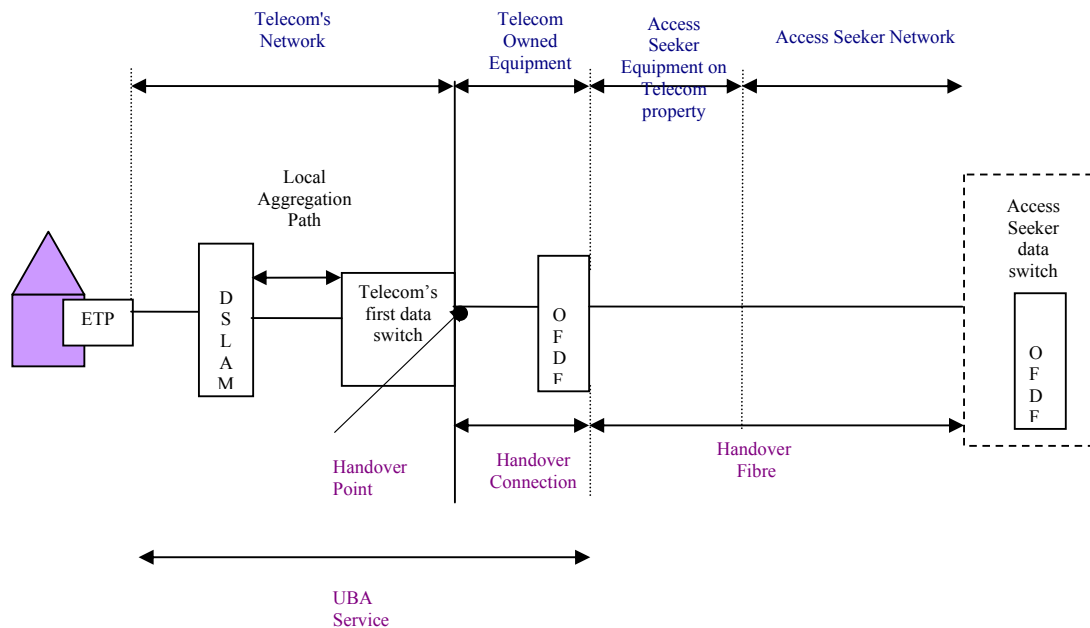 Telecom's
Network
Telecom
Owned
Equipment
Access
Seeker
Equipment on
Telecom
property
Access Seeker Network
Local
Aggregation
Path
Access
Seeker
data
switch
ETP
D
S
L
A
M
Telecom's
first data
switch
O
F
D
F
O
F
D
F
Handover
Point
Handover
Connection
Handover
Fibre
UBA
Service